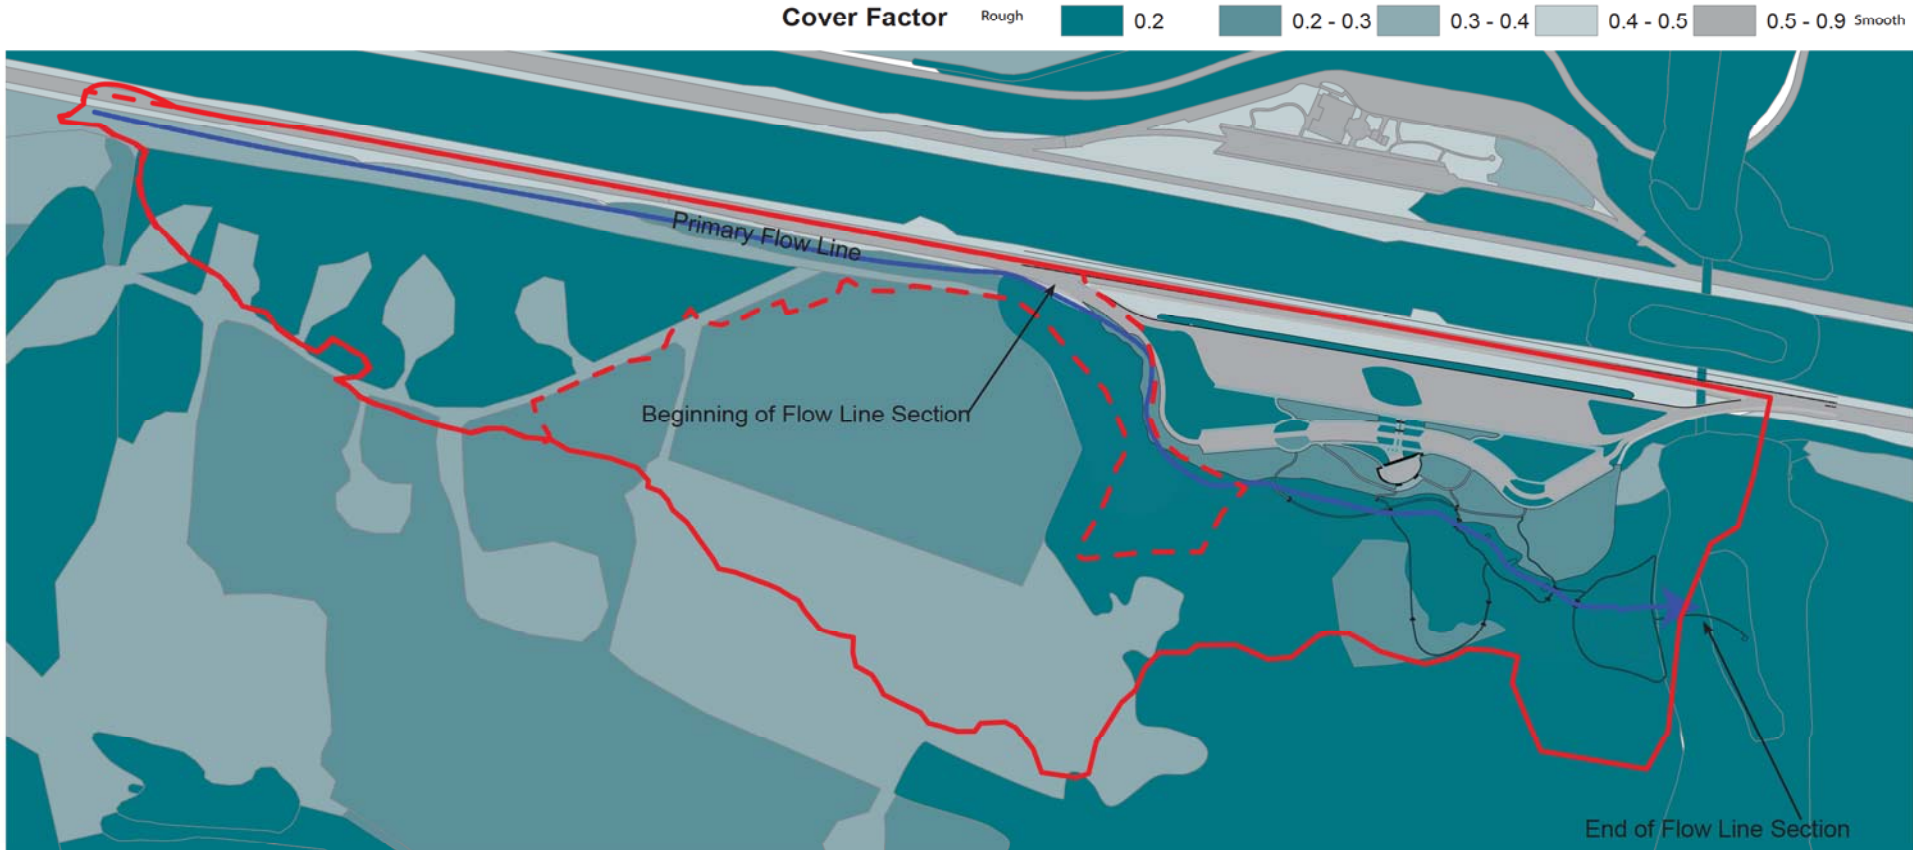 Cover Factor Rough 0.2 0.2 - 0.3 0.3 - 0.4 0.4 - 0.5 0.5 - 0.9 Smooth
Primary Flow Line
Beginning of Flow Line Section
End of Flow Line Section